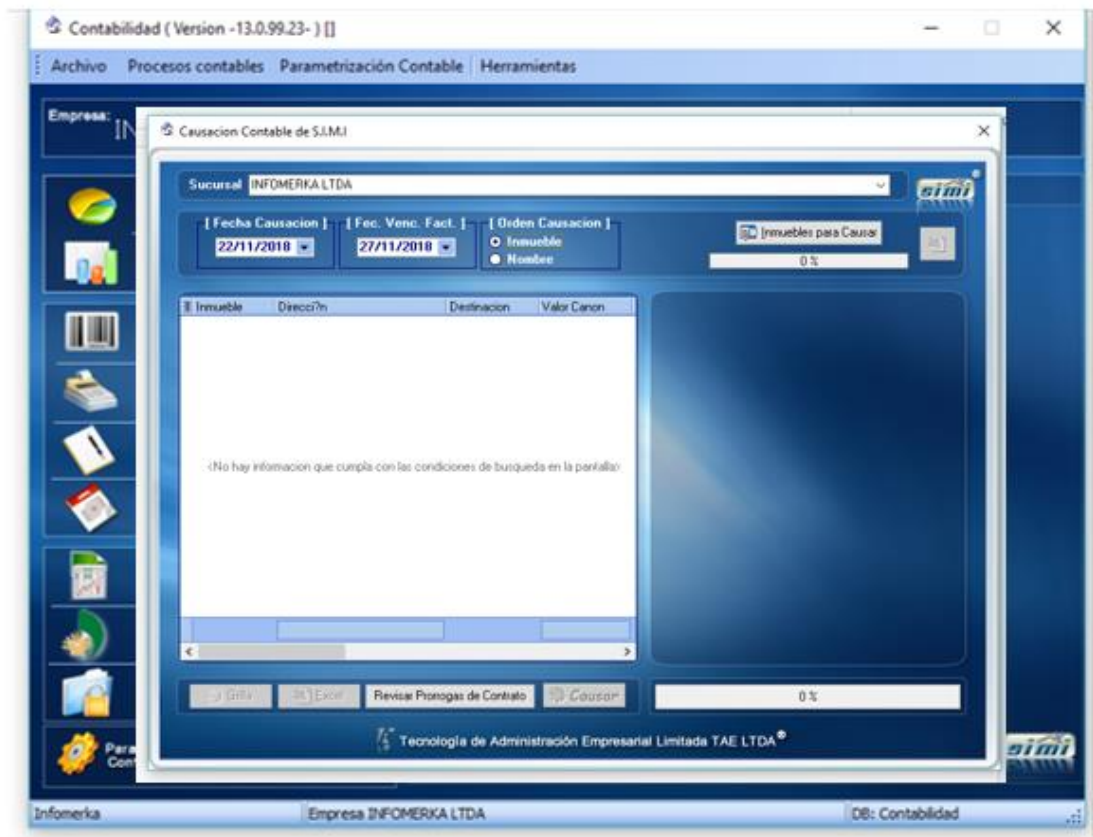 Contabilidad ( Version -13.0.99.23- ) []
Archivo Procesos contables Parametrización Contable Herramientas
Empresa:
IN
Causacion Contable de S.I.M.I
Sucursal INFOMERKA LTDA
simi
[ Fecha Causacion ] [ Fec. Venc. Fact. ] [ Orden Causacion ]
22/11/2018 27/11/2018 Inmueble
Nombre
Inmuebles para Causar
0 %
Inmueble Direcci?n Destinacion Valor Canon
<No hay informacion que cumpla con las condiciones de busqueda en la pantalla>
Grilla Excel Revisar Prorrogas de Contrato Causar 0 %
Tecnología de Administración Empresarial Limitada TAE LTDA®
Para
Con
simi
Infomerka Empresa INFOMERKA LTDA DB: Contabilidad